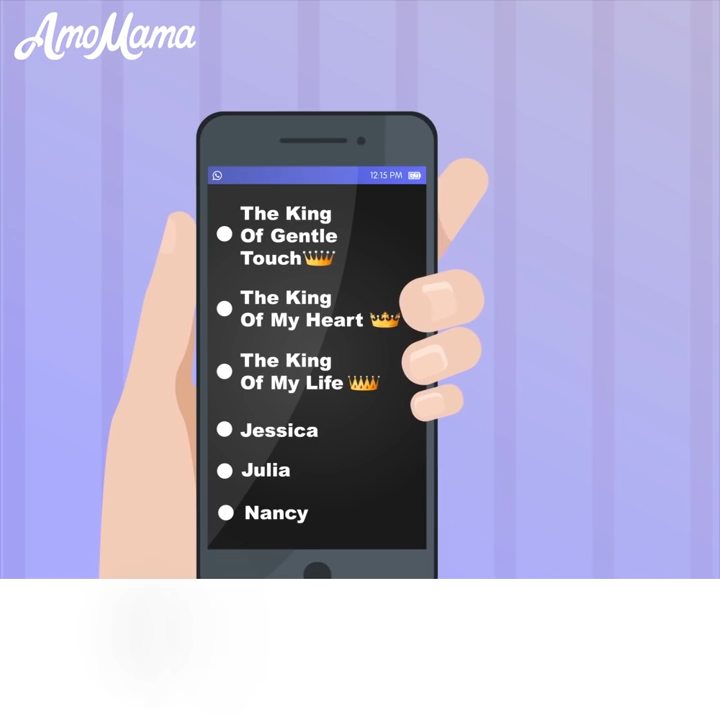 AmoMama
12:15 PM
The King
Of Gentle
Touch
The King
Of My Heart
The King
Of My Life
Jessica
Julia
Nancy